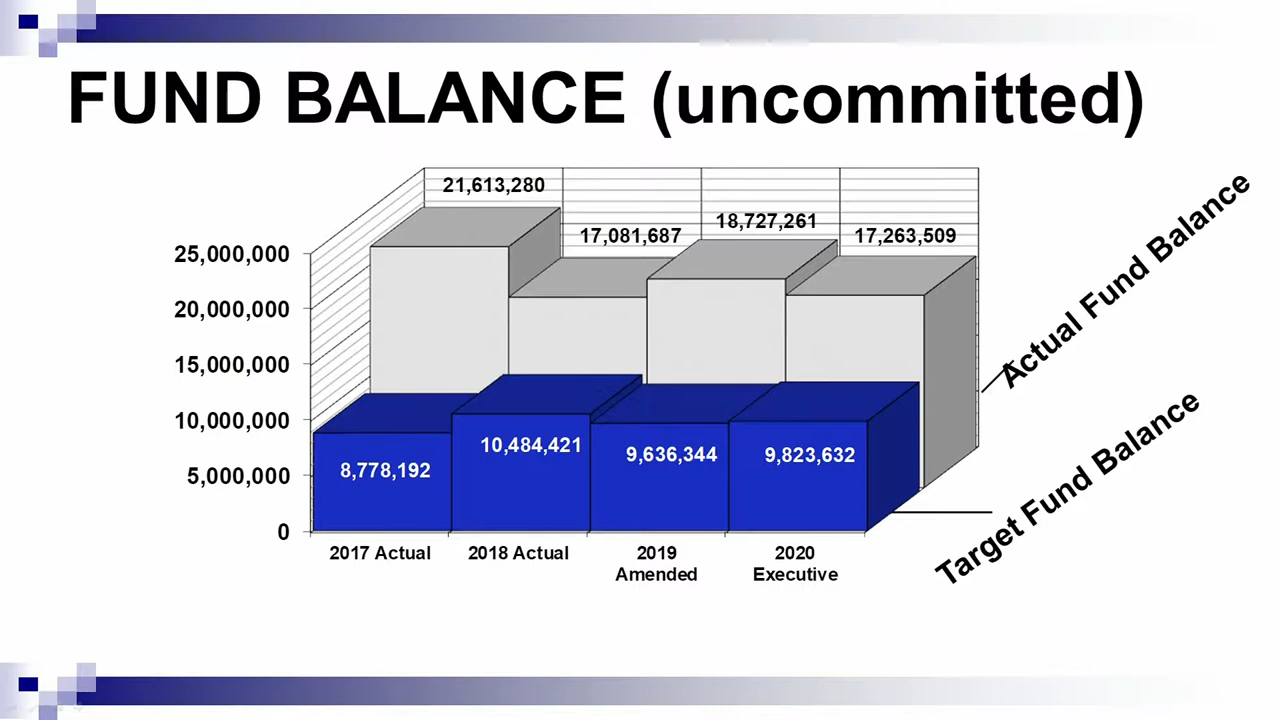 FUND BALANCE (uncommitted)
21,613,280
17,081,687
18,727,261
17,263,509
25,000,000
20,000,000
15,000,000
10,000,000
5,000,000
0
8,778,192
10,484,421
9,636,344
9,823,632
Actual Fund Balance
Target Fund Balance
2017 Actual
2018 Actual
2019
Amended
2020
Executive